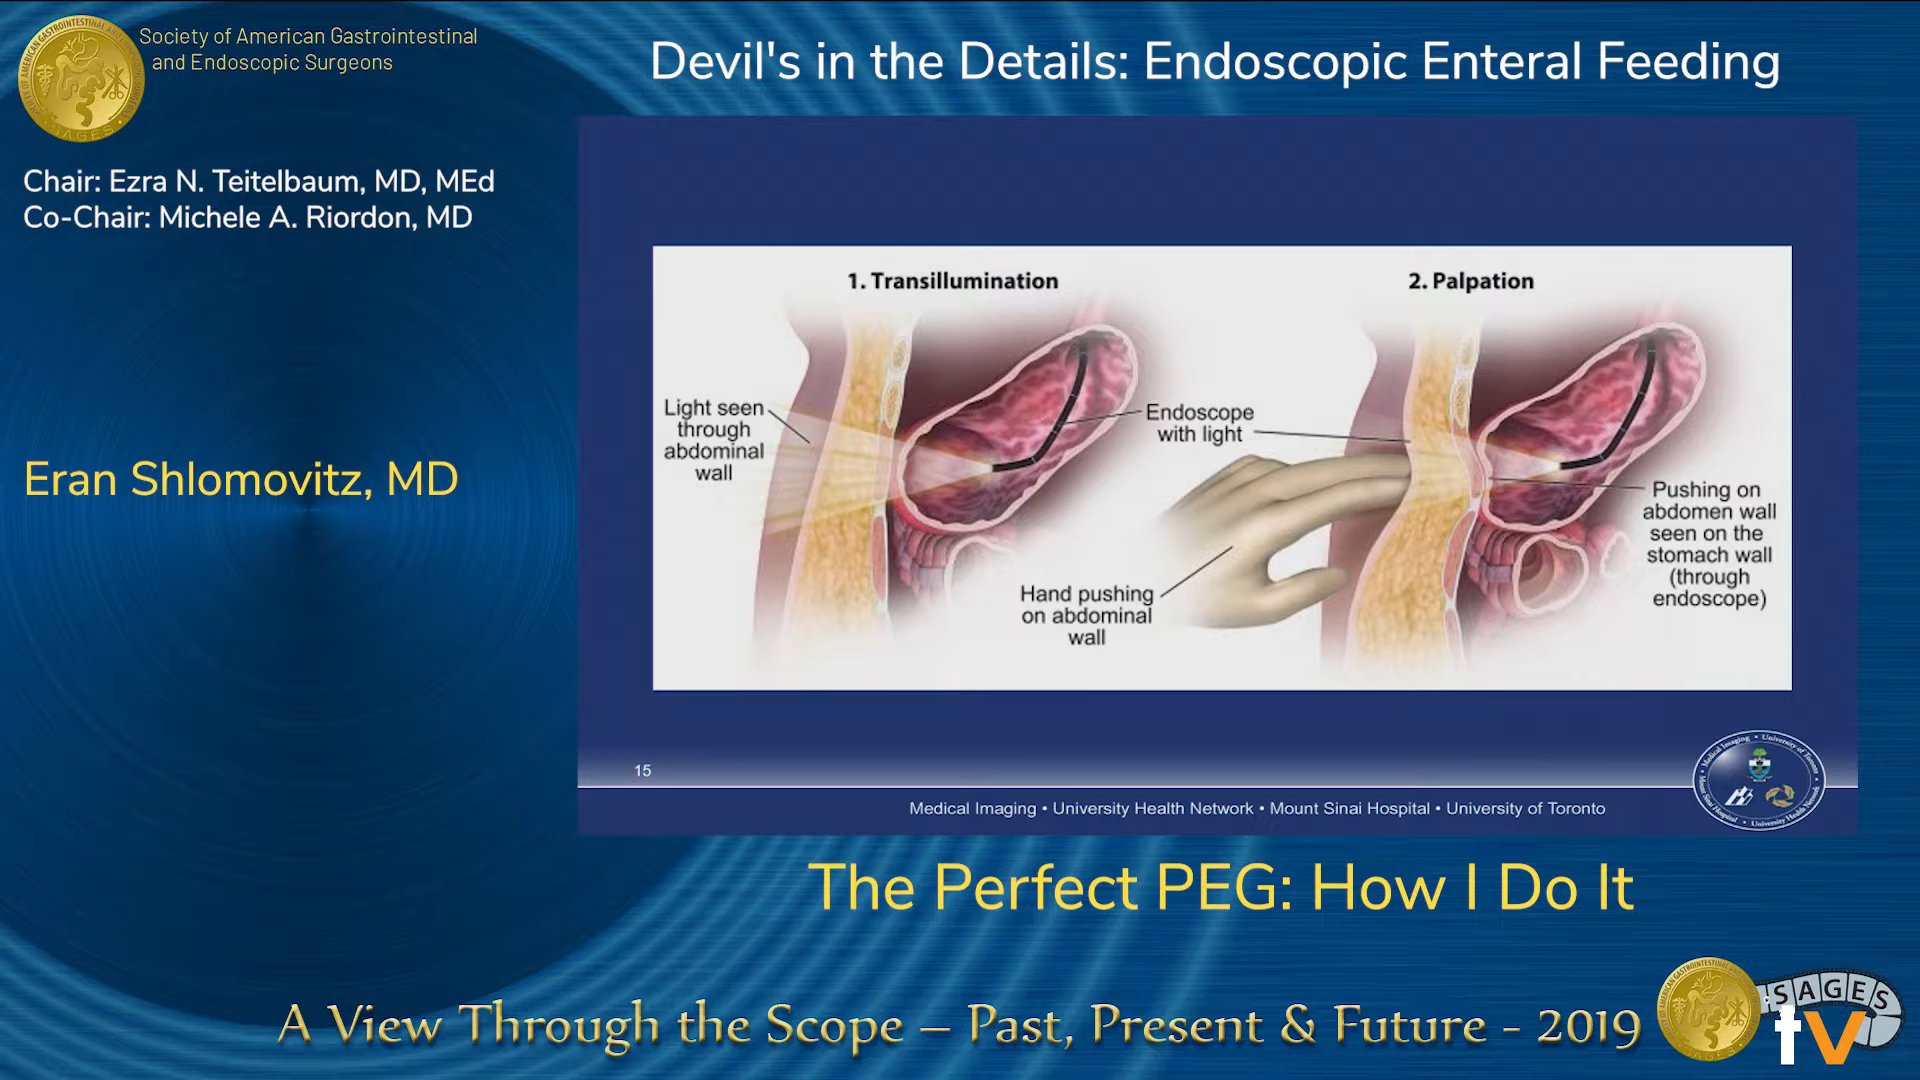 Society of American Gastrointestinal
and Endoscopic Surgeons
Devil's in the Details: Endoscopic Enteral Feeding
Chair: Ezra N. Teitelbaum, MD, MEd
Co-Chair: Michele A. Riordon, MD
Eran Shlomovitz, MD
1. Transillumination
2. Palpation
Light seen
through
abdominal
wall
Endoscope
with light
Hand pushing
on abdominal
wall
Pushing on
abdomen wall
seen on the
stomach wall
(through
endoscope)
15
Medical Imaging • University Health Network • Mount Sinai Hospital • University of Toronto
The Perfect PEG: How I Do It
A View Through the Scope – Past, Present & Future - 2019
SAGES
tv